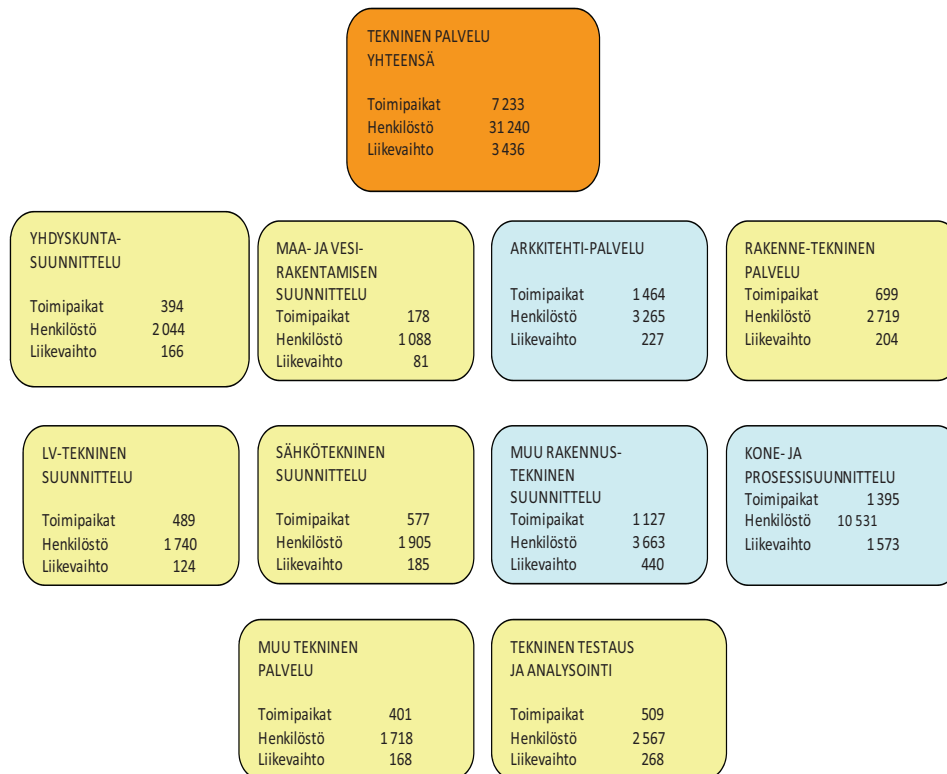 TEKNINEN PALVELU
YHTEENSÄ
Toimipaikat 7 233
Henkilöstö 31 240
Liikevaihto 3 436
YHDYSKUNTA-
SUUNNITTELU
Toimipaikat 394
Henkilöstö 2 044
Liikevaihto 166
MAA- JA VESI-
RAKENTAMISEN
SUUNNITTELU
Toimipaikat 178
Henkilöstö 1 088
Liikevaihto 81
ARKKITEHTI-PALVELU
Toimipaikat 1 464
Henkilöstö 3 265
Liikevaihto 227
RAKENNE-TEKNINEN
PALVELU
Toimipaikat 699
Henkilöstö 2 719
Liikevaihto 204
LV-TEKNINEN
SUUNNITTELU
Toimipaikat 489
Henkilöstö 1 740
Liikevaihto 124
SÄHKÖTEKNINEN
SUUNNITTELU
Toimipaikat 577
Henkilöstö 1 905
Liikevaihto 185
MUU RAKENNUS-
TEKNINEN
SUUNNITTELU
Toimipaikat 1 127
Henkilöstö 3 663
Liikevaihto 440
KONE- JA
PROSESSISUUNNITTELU
Toimipaikat 1 395
Henkilöstö 10 531
Liikevaihto 1 573
MUU TEKNINEN
PALVELU
Toimipaikat 401
Henkilöstö 1 718
Liikevaihto 168
TEKNINEN TESTAUS
JA ANALYSOINTI
Toimipaikat 509
Henkilöstö 2 567
Liikevaihto 268